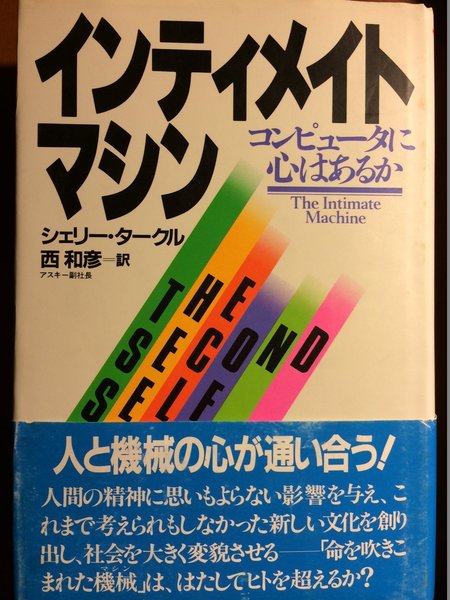 インティメイト
マシン
コンピュータに
心はあるか
The Intimate
Machine
シェリー・タークル
西 和彦=訳
アスキー副社長
THE
SECOND
SELF
人と機械の心が通い合う!
人間の精神に思いもよらない影響を与え、こ
れまで考えられもしなかった新しい文化を創り
出し、社会を大きく変貌させる──「命を吹きこ
まれた機械」は、はたしてヒトを超えるか?
マシン